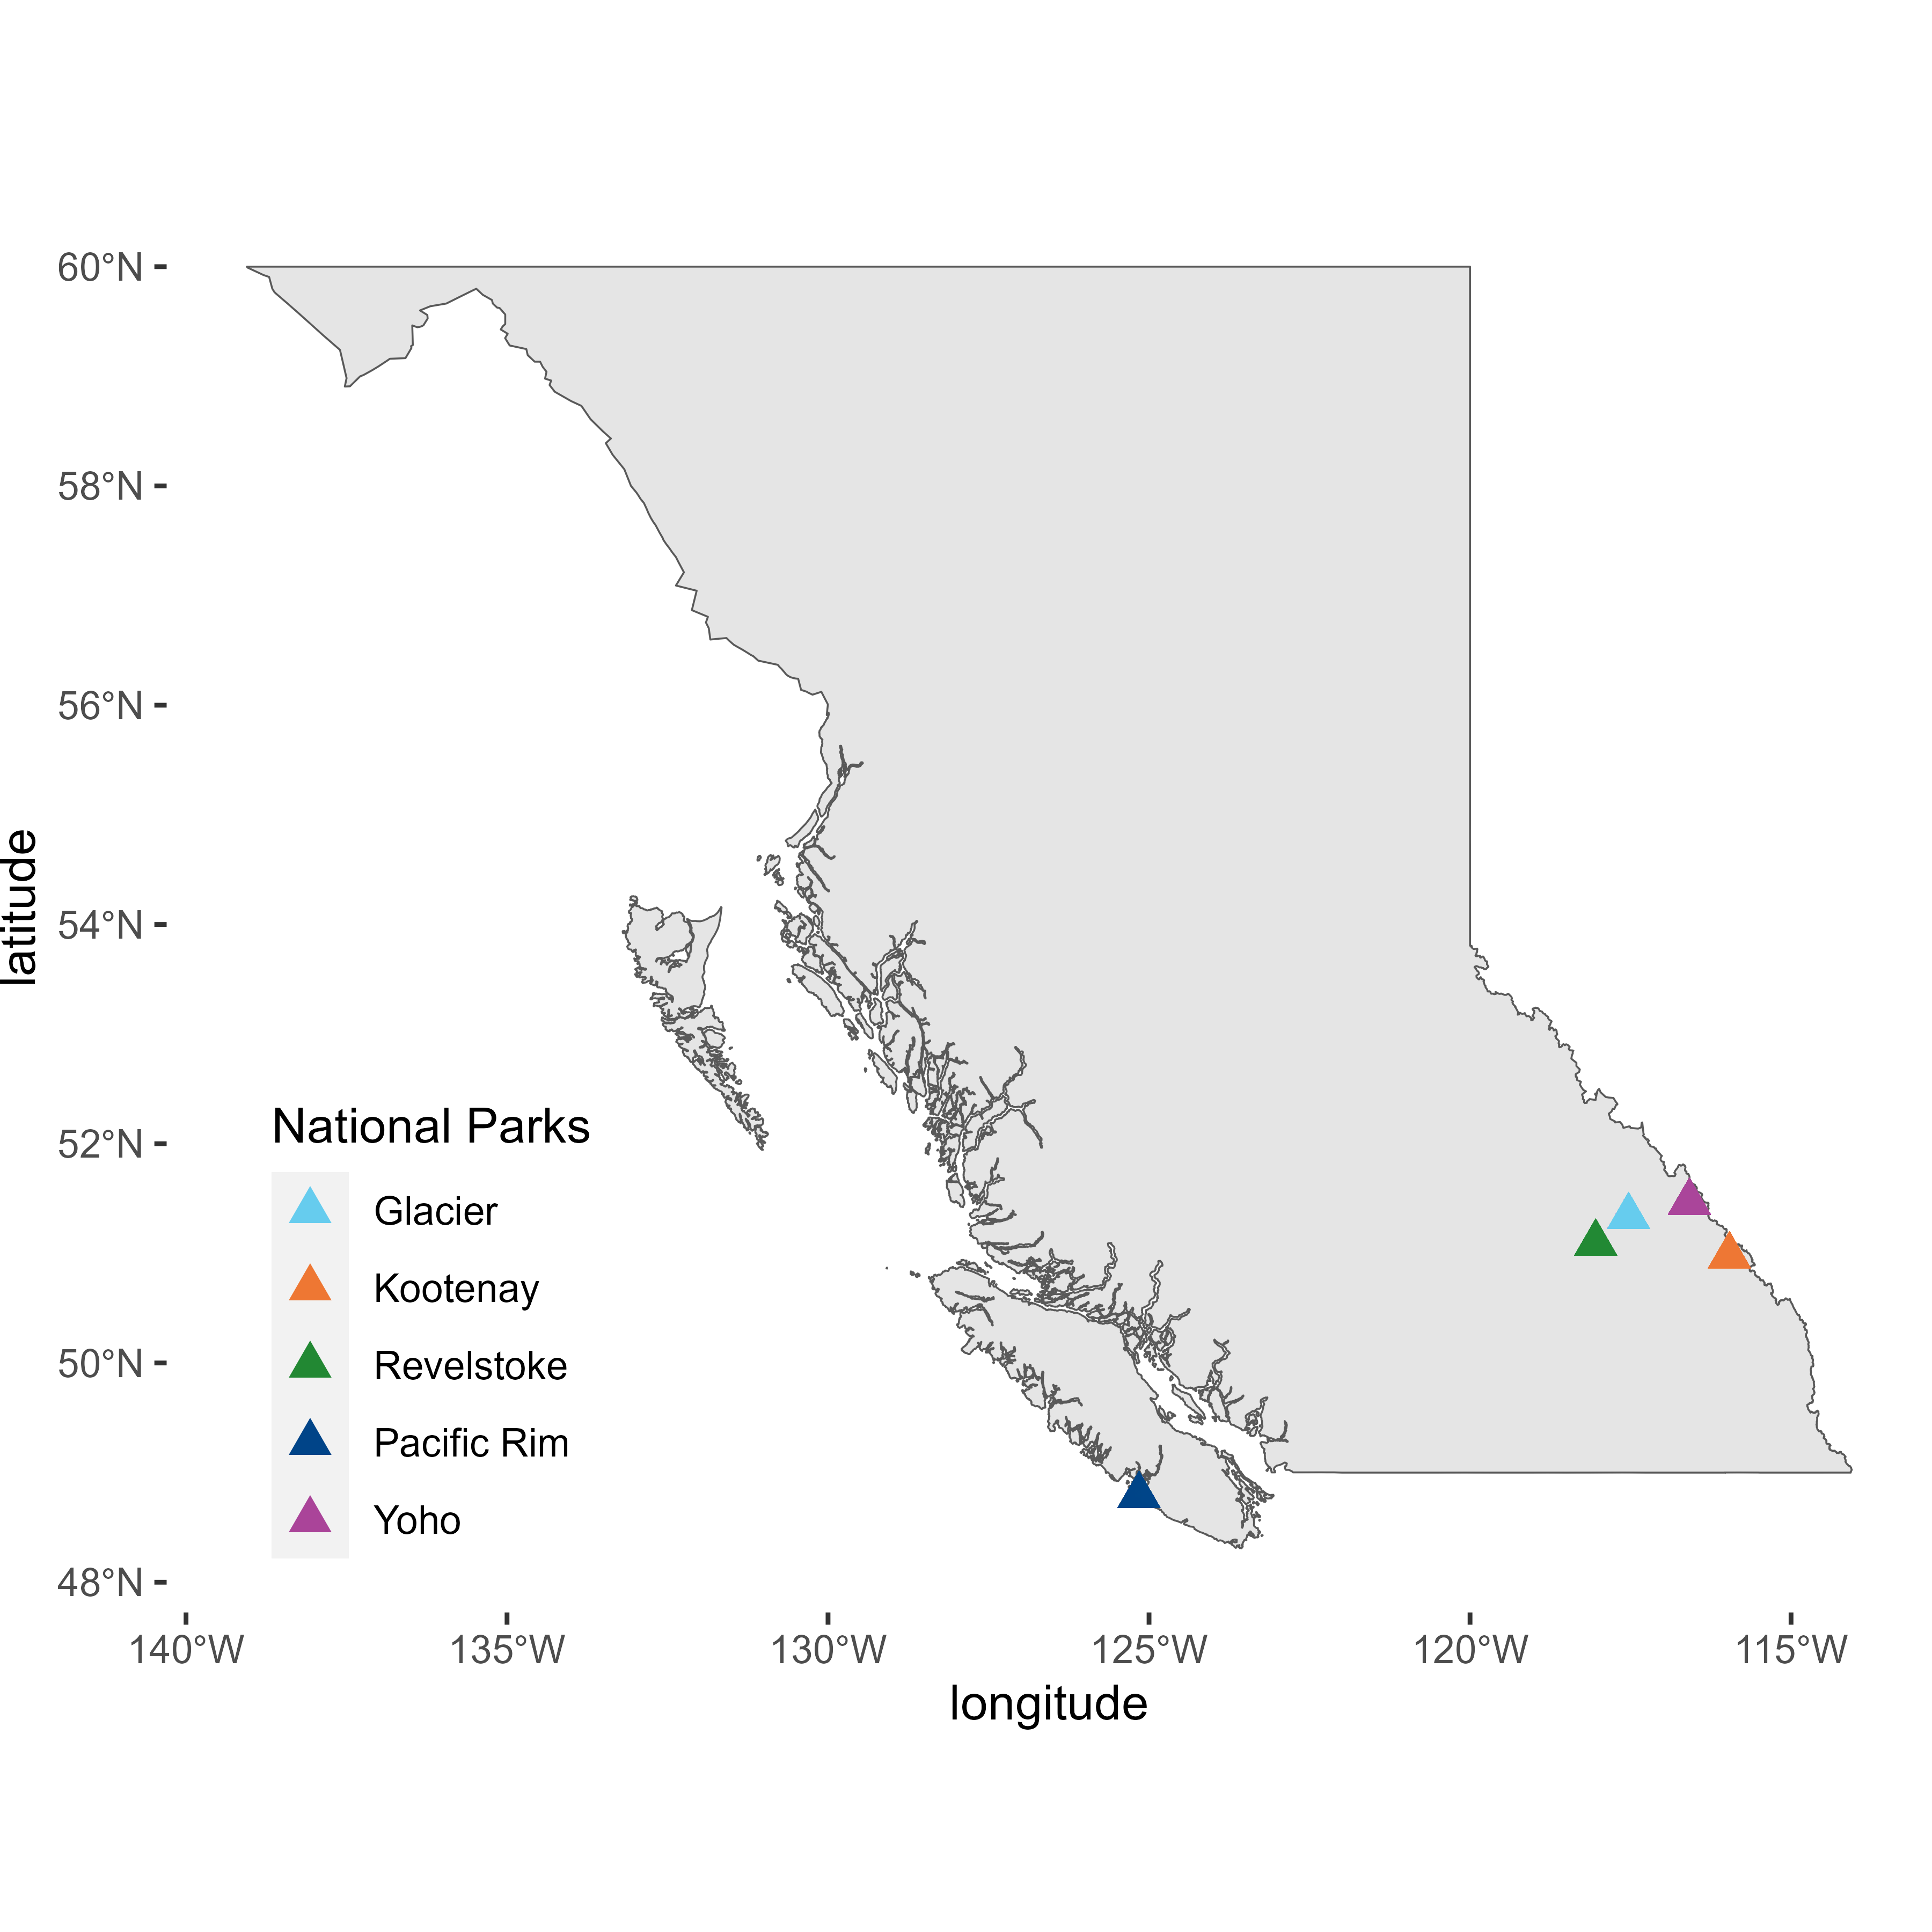 60°N
58°N
56°N
54°N
52°N
50°N
48°N
latitude
National Parks
Glacier
Kootenay
Revelstoke
Pacific Rim
Yoho
140°W 135°W 130°W 125°W 120°W 115°W
longitude